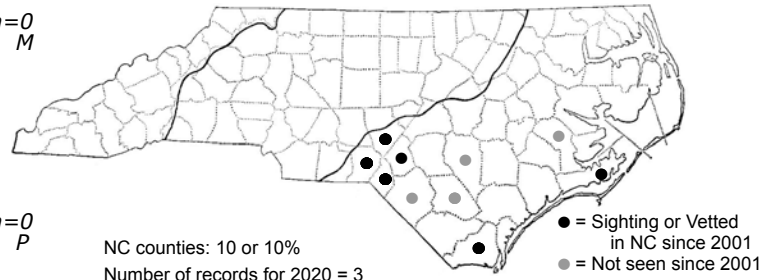 n=0
M
n=0
P
NC counties: 10 or 10%
Number of records for 2020 = 3
= Sighting or Vetted
in NC since 2001
= Not seen since 2001